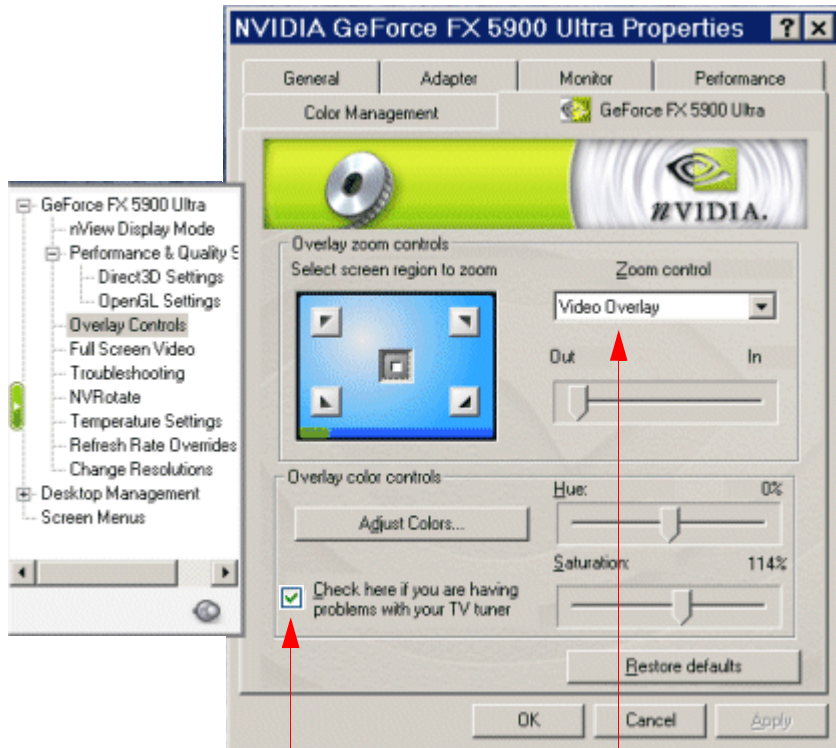 NVIDIA GeForce FX 5900 Ultra Properties
General Adapter Monitor Performance
Color Management GeForce FX 5900 Ultra
nVIDIA.
GeForce FX 5900 Ultra
nView Display Mode
Performance & Quality S
Direct3D Settings
OpenGL Settings
Overlay Controls
Full Screen Video
Troubleshooting
NVRotate
Temperature Settings
Refresh Rate Overrides
Change Resolutions
Desktop Management
Screen Menus
Overlay zoom controls
Select screen region to zoom
Zoom control
Video Overlay
Out In
Overlay color controls
Adjust Colors...
Hue: 0%
Saturation: 114%
Check here if you are having
problems with your TV tuner
Restore defaults
OK Cancel Apply